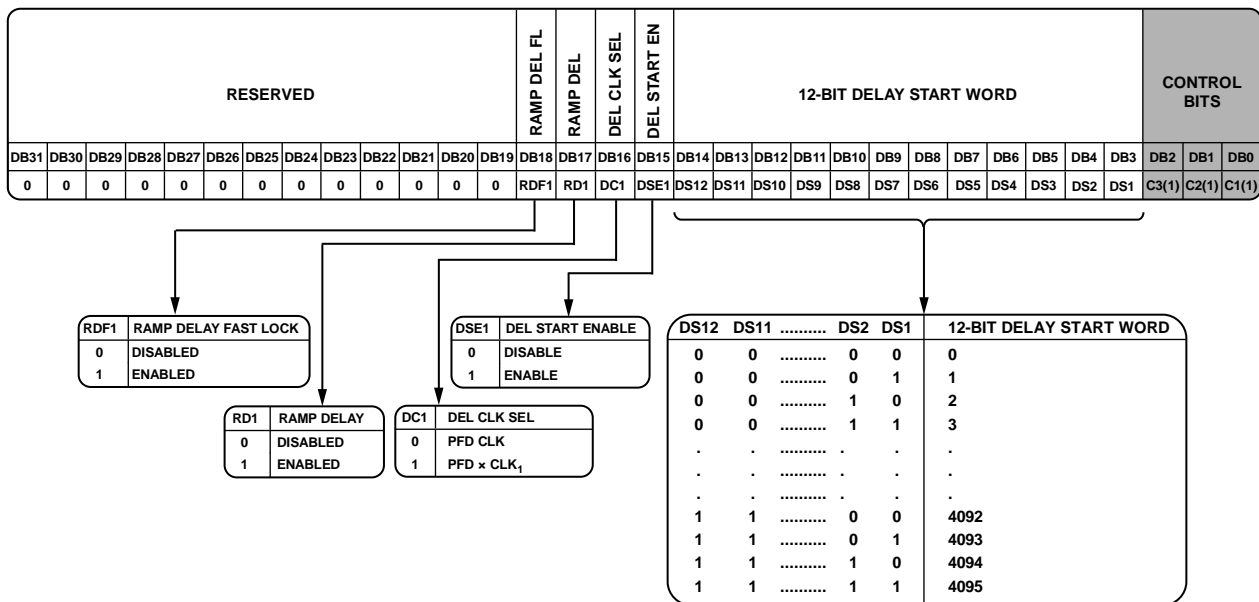 RESERVED
RAMP DEL FL
RAMP DEL
DEL CLK SEL
DEL START EN
12-BIT DELAY START WORD
CONTROL
BITS
DB31 DB30 DB29 DB28 DB27 DB26 DB25 DB24 DB23 DB22 DB21 DB20 DB19 DB18 DB17 DB16 DB15 DB14 DB13 DB12 DB11 DB10 DB9 DB8 DB7 DB6 DB5 DB4 DB3 DB2 DB1 DB0
0 0 0 0 0 0 0 0 0 0 0 0 0 RDF1 RD1 DC1 DSE1 DS12 DS11 DS10 DS9 DS8 DS7 DS6 DS5 DS4 DS3 DS2 DS1 C3(1) C2(1) C1(1)
RDF1 RAMP DELAY FAST LOCK
0 DISABLED
1 ENABLED
DSE1 DEL START ENABLE
0 DISABLE
1 ENABLE
RD1 RAMP DELAY
0 DISABLED
1 ENABLED
DC1 DEL CLK SEL
0 PFD CLK
1 PFD × CLK₁
DS12 DS11 .......... DS2 DS1 12-BIT DELAY START WORD
0 0 .......... 0 0 0
0 0 .......... 0 1 1
0 0 .......... 1 0 2
0 0 .......... 1 1 3
. . .......... . . .
. . .......... . . .
. . .......... . . .
1 1 .......... 0 0 4092
1 1 .......... 0 1 4093
1 1 .......... 1 0 4094
1 1 .......... 1 1 4095